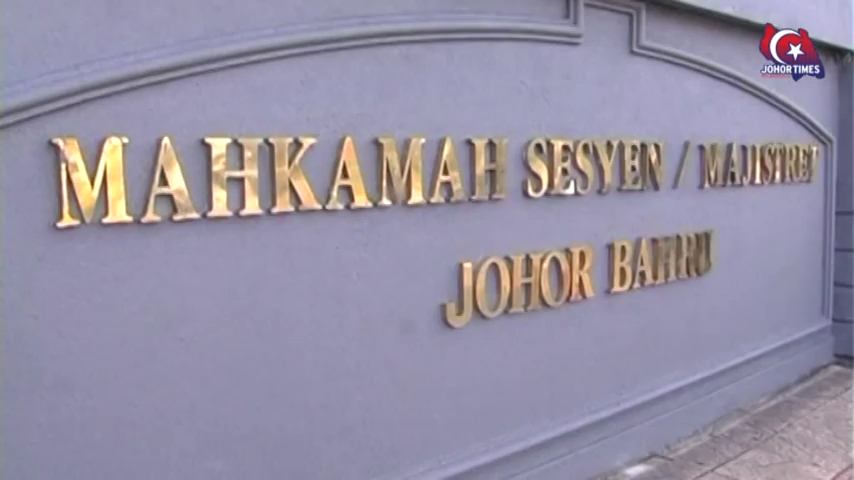 MAHKAMAH SESYEN / MAJISTRET
JOHOR BAHRU
JOHOR TIMES